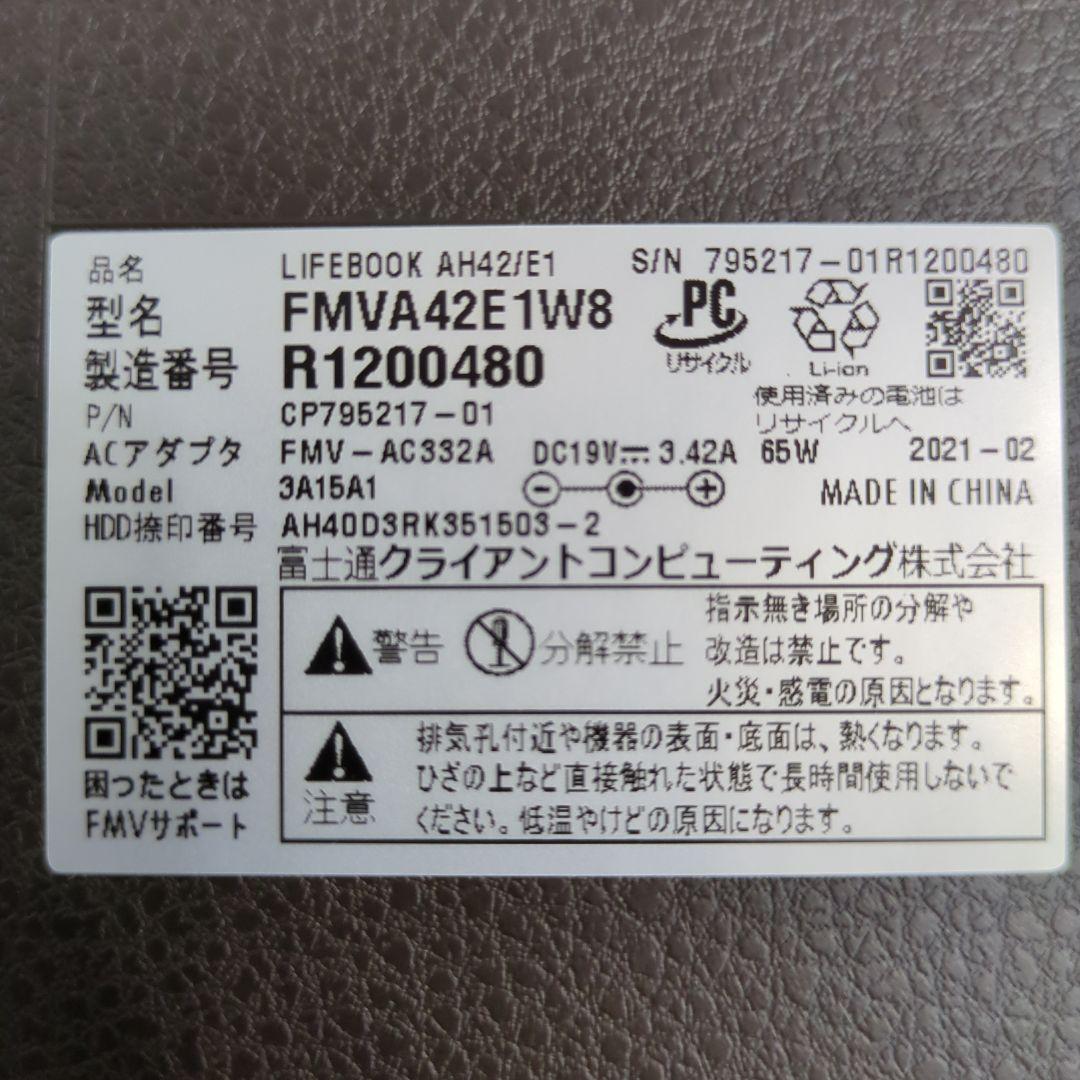 品名 LIFEBOOK AH42/E1 S/N 795217-01R1200480
型名 FMVA42E1W8
製造番号 R1200480
PC
リサイクル
Li-ion
使用済みの電池は
リサイクルへ
P/N CP795217-01
ACアダプタ FMV-AC332A DC19V⎓3.42A 65W 2021-02
Model 3A15A1 MADE IN CHINA
HDD捺印番号 AH40D3RK351503-2
富士通クライアントコンピューティング株式会社
警告 分解禁止
指示無き場所の分解や
改造は禁止です。
火災・感電の原因となります。
注意
排気孔付近や機器の表面・底面は、熱くなります。
ひざの上など直接触れた状態で長時間使用しないで
ください。低温やけどの原因になります。
困ったときは
FMVサポート